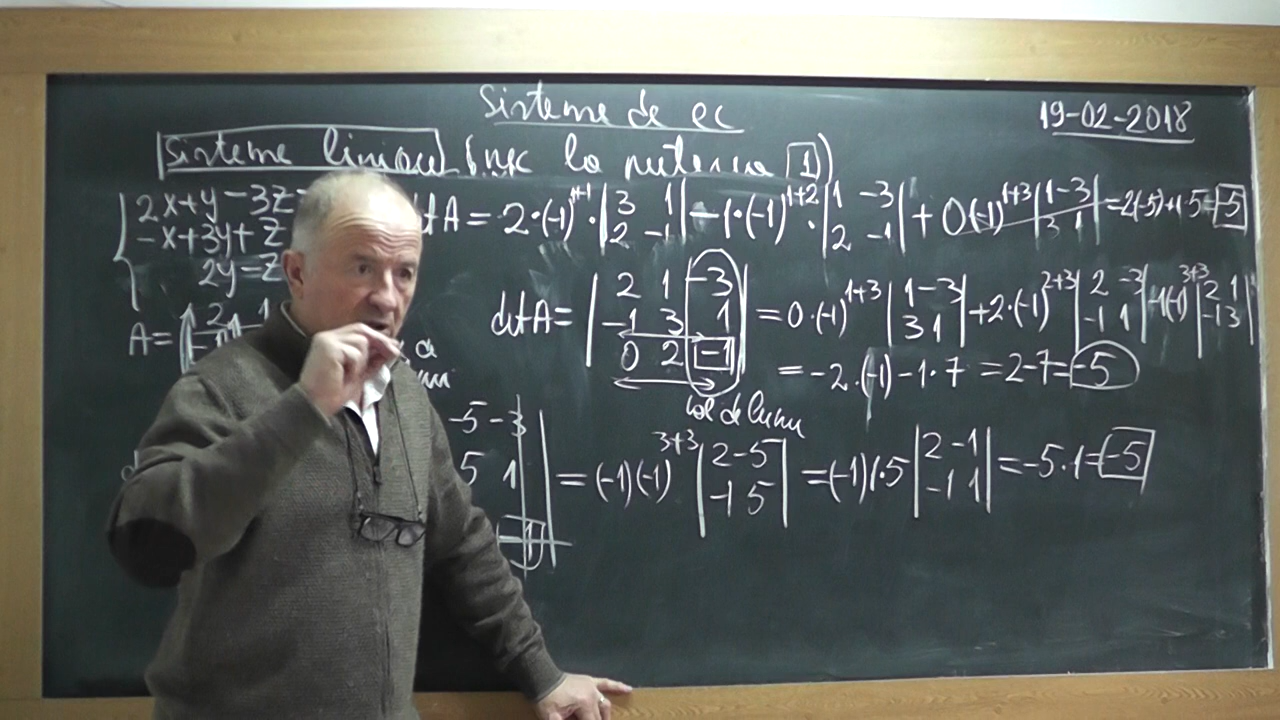 Sisteme de ec
19-02-2018
Sisteme liniare (nec la puterea 1)
2x+y-3z
-x+3y+z
2y=z
A = 2·(-1)^{1+1}·|3 1; 2 -1| -1·(-1)^{1+2}·|1 -3; 2 -1| + 0(-1)^{1+3}|1 -3; 3 1| = 2(-5)+1·5=-5
detA = |2 1 -3; -1 3 1; 0 2 -1| = 0·(-1)^{1+3}|1 -3; 3 1| + 2·(-1)^{2+3}|2 -3; -1 1| -1(-1)^{3+3}|2 1; -1 3|
= -2·(-1) -1·7 = 2-7 = -5
A =
col de lucru
-5 -3
5 1
= (-1)(-1)^{3+3}|2 -5; -1 5| = (-1)1·5|2 -1; -1 1| = -5·1 = -5